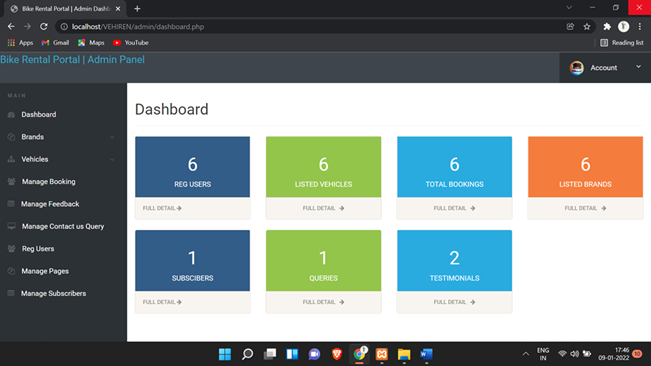 Bike Rental Portal | Admin Panel
localhost/VEHIREN/admin/dashboard.php
Apps Gmail Maps YouTube Reading list
Bike Rental Portal | Admin Panel
Account
MAIN
Dashboard
Brands
Vehicles
Manage Booking
Manage Feedback
Manage Contact us Query
Reg Users
Manage Pages
Manage Subscribers
Dashboard
6 6 6 6
REG USERS LISTED VEHICLES TOTAL BOOKINGS LISTED BRANDS
FULL DETAIL FULL DETAIL FULL DETAIL FULL DETAIL
1 1 2
SUBSCIBERS QUERIES TESTIMONIALS
FULL DETAIL FULL DETAIL FULL DETAIL
ENG 17:46
IN 09-01-2022